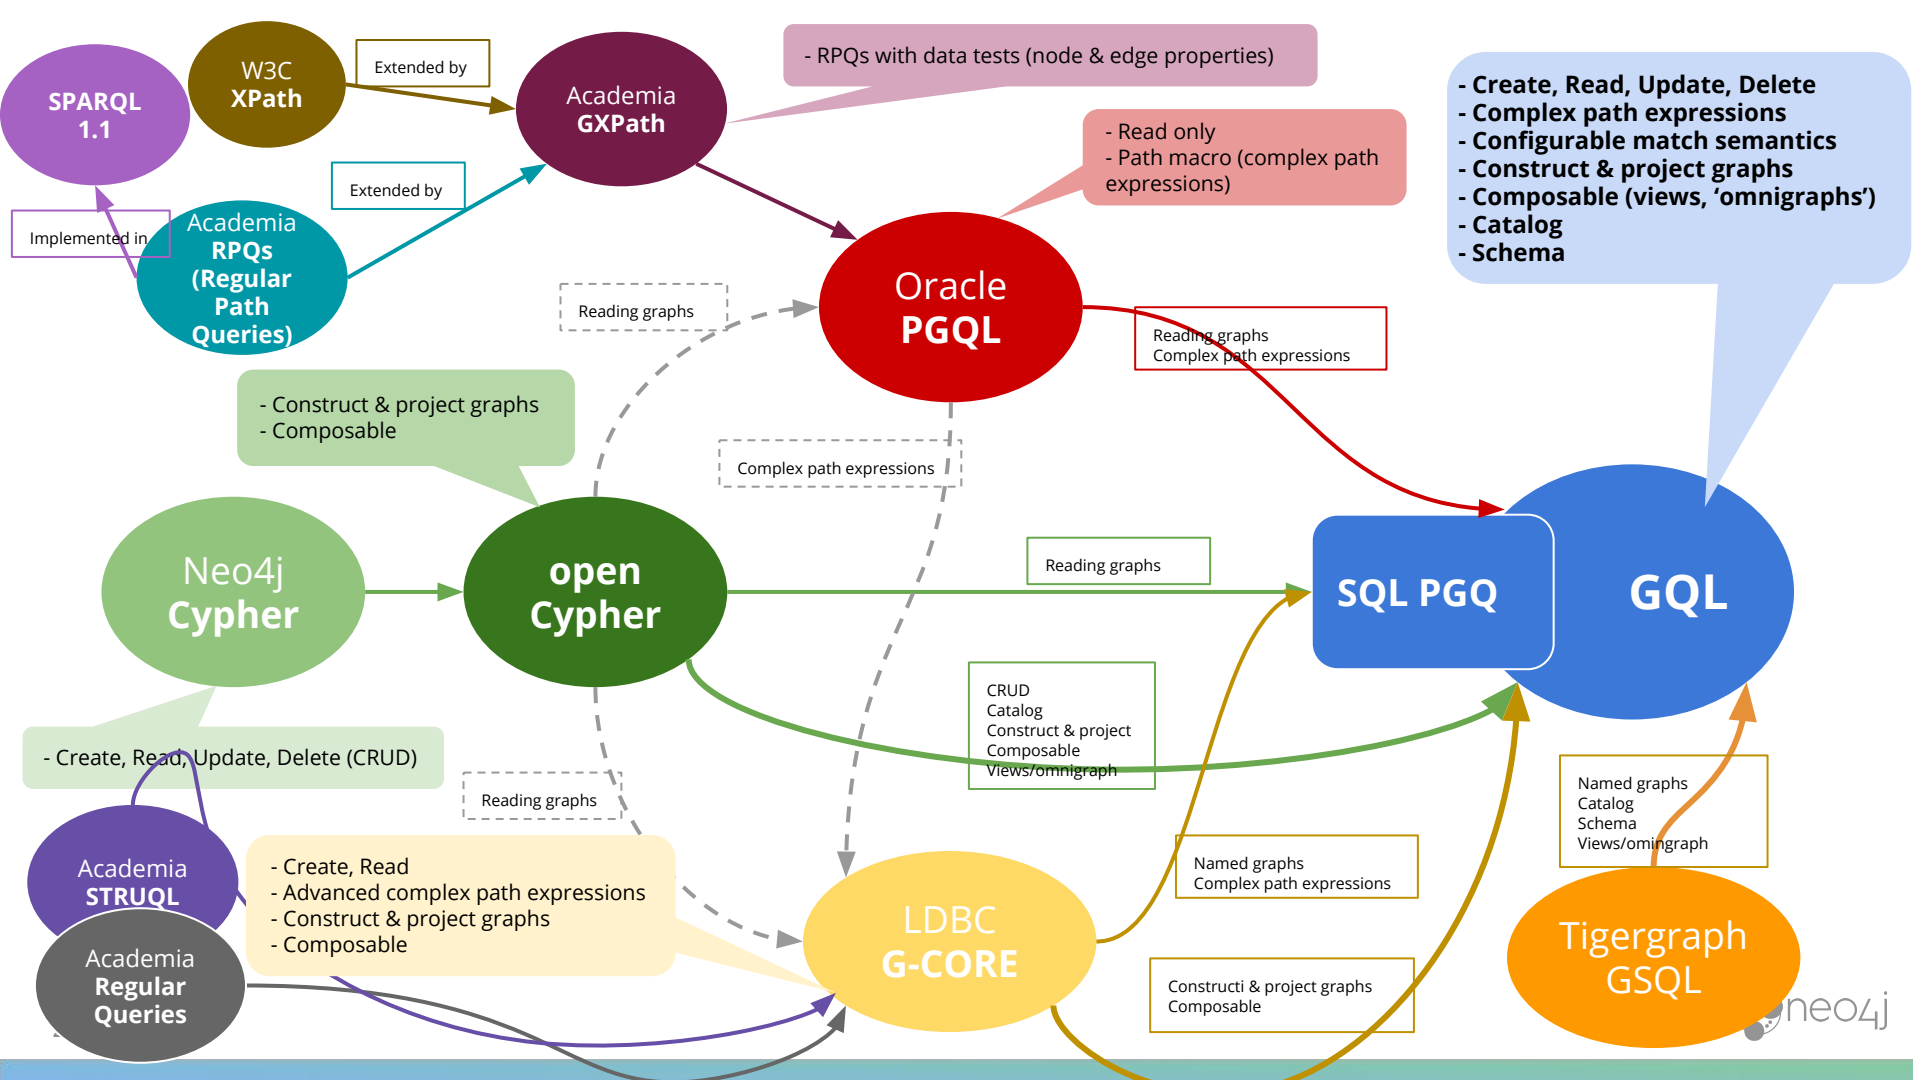 SPARQL
1.1
W3C
XPath
Extended by
Academia
GXPath
- RPQs with data tests (node & edge properties)
- Read only
- Path macro (complex path
expressions)
- Create, Read, Update, Delete
- Complex path expressions
- Configurable match semantics
- Construct & project graphs
- Composable (views, ‘omnigraphs’)
- Catalog
- Schema
Extended by
Implemented in
Academia
RPQs
(Regular
Path
Queries)
Reading graphs
Oracle
PGQL
Reading graphs
Complex path expressions
- Construct & project graphs
- Composable
Complex path expressions
Neo4j
Cypher
open
Cypher
Reading graphs
SQL PGQ
GQL
CRUD
Catalog
Construct & project
Composable
Views/omnigraph
- Create, Read, Update, Delete (CRUD)
Reading graphs
Named graphs
Catalog
Schema
Views/omingraph
Academia
STRUQL
- Create, Read
- Advanced complex path expressions
- Construct & project graphs
- Composable
Named graphs
Complex path expressions
LDBC
G-CORE
Tigergraph
GSQL
Academia
Regular
Queries
Constructi & project graphs
Composable
neo4j